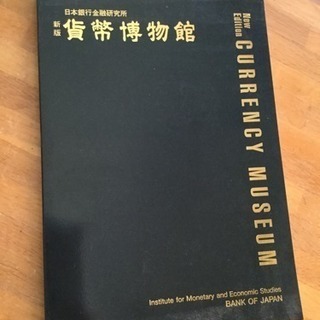 日本銀行金融研究所
新版 貨幣博物館
New Edition
CURRENCY MUSEUM
Institute for Monetary and Economic Studies
BANK OF JAPAN